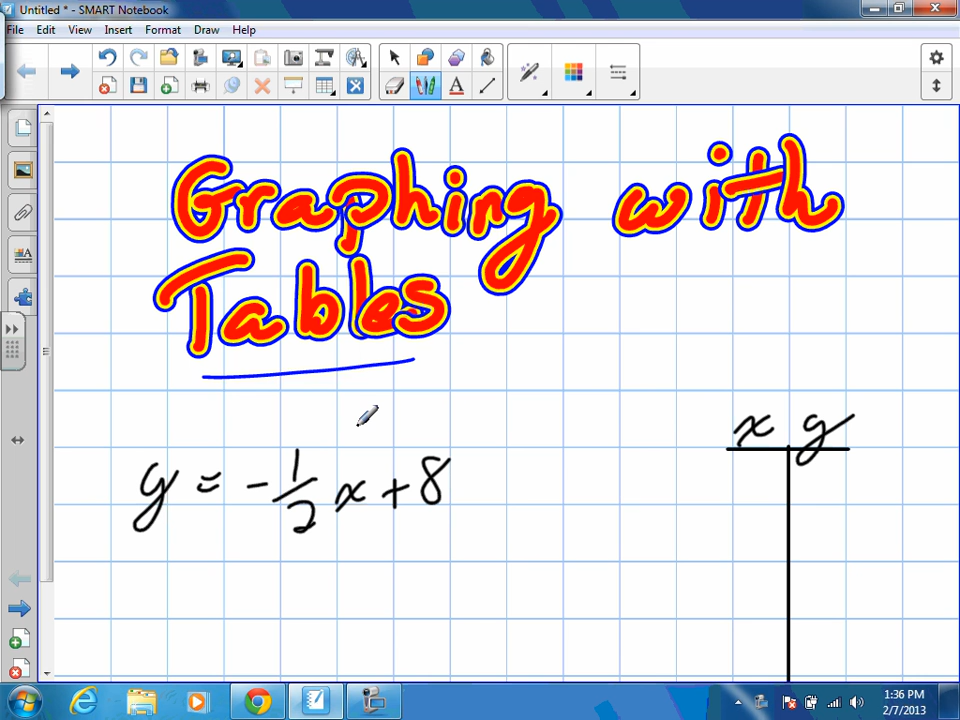 Untitled * - SMART Notebook
File Edit View Insert Format Draw Help
Graphing with
Tables
x y
y = -1/2 x + 8
1:36 PM
2/7/2013